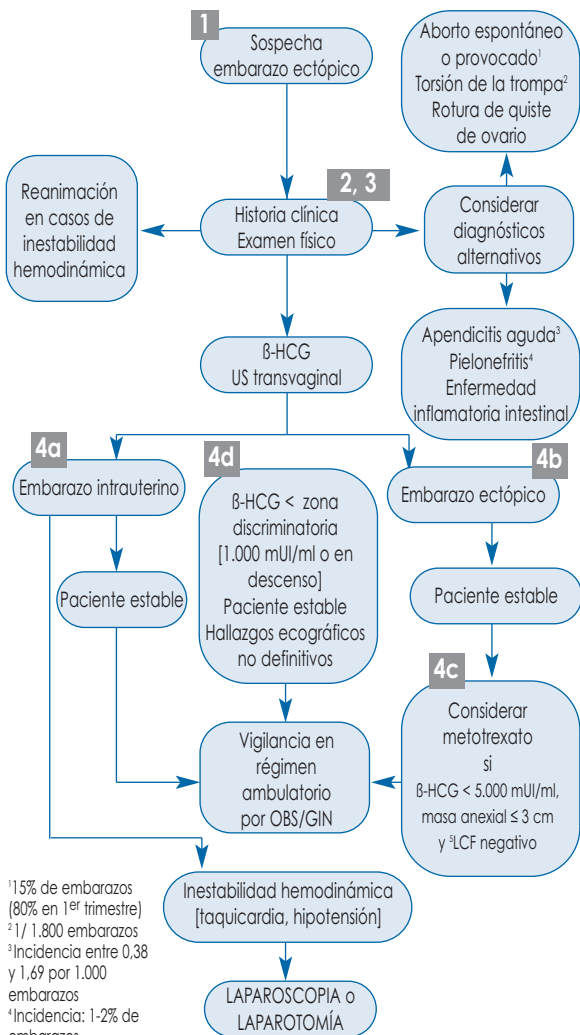 1
Sospecha
embarazo ectópico
Aborto espontáneo
o provocado¹
Torsión de la trompa²
Rotura de quiste
de ovario
Reanimación
en casos de
inestabilidad
hemodinámica
2, 3
Historia clínica
Examen físico
Considerar
diagnósticos
alternativos
ß-HCG
US transvaginal
Apendicitis aguda³
Pielonefritis⁴
Enfermedad
inflamatoria intestinal
4a
Embarazo intrauterino
4d
ß-HCG < zona
discriminatoria
[1.000 mUI/ml o en
descenso]
Paciente estable
Hallazgos ecográficos
no definitivos
4b
Embarazo ectópico
Paciente estable
Paciente estable
4c
Considerar
metotrexato
si
ß-HCG < 5.000 mUI/ml,
masa anexial ≤ 3 cm
y ⁵LCF negativo
Vigilancia en
régimen
ambulatorio
por OBS/GIN
Inestabilidad hemodinámica
[taquicardia, hipotensión]
LAPAROSCOPIA o
LAPAROTOMÍA
¹15% de embarazos
(80% en 1er trimestre)
² 1/ 1.800 embarazos
³ Incidencia entre 0,38
y 1,69 por 1.000
embarazos
⁴Incidencia: 1-2% de
embarazos